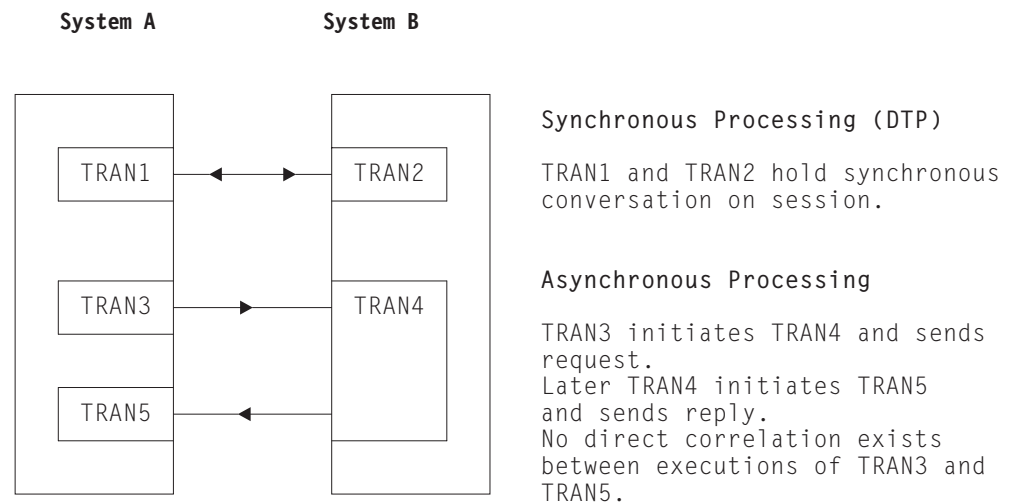 System A
System B
TRAN1
TRAN2
TRAN3
TRAN4
TRAN5
Synchronous Processing (DTP)
TRAN1 and TRAN2 hold synchronous
conversation on session.
Asynchronous Processing
TRAN3 initiates TRAN4 and sends
request.
Later TRAN4 initiates TRAN5
and sends reply.
No direct correlation exists
between executions of TRAN3 and
TRAN5.